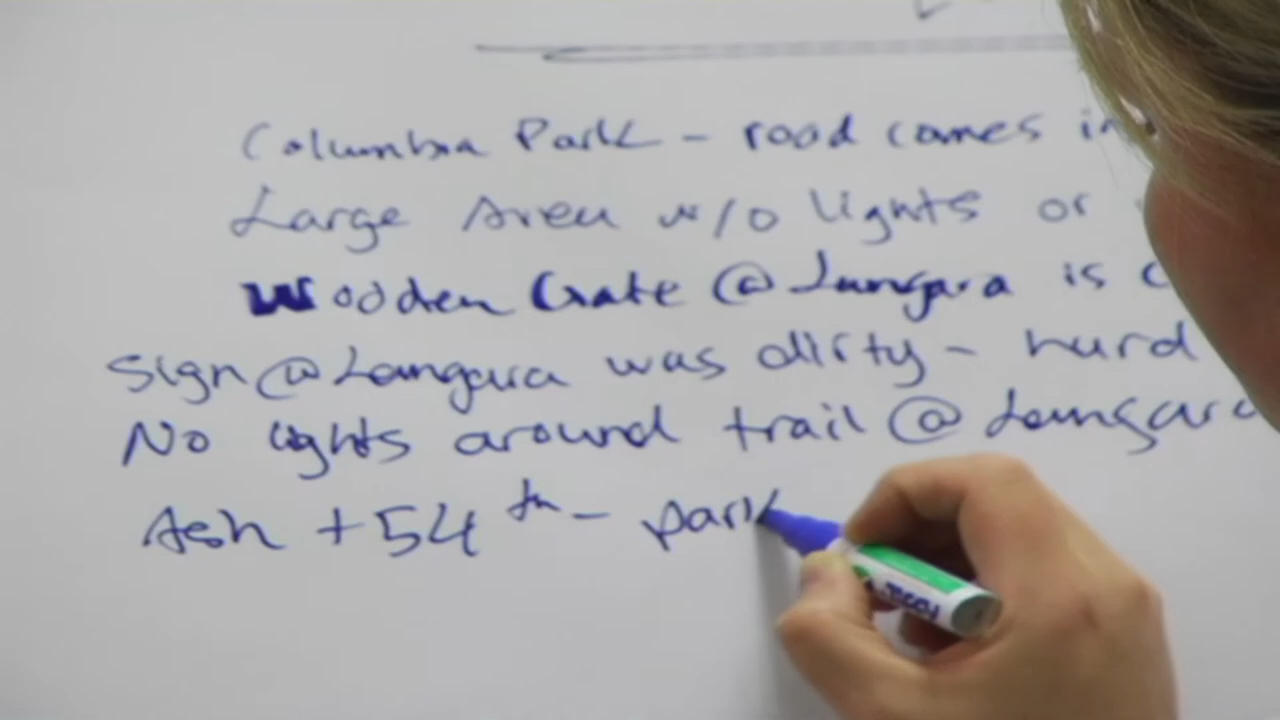 Columbia Park - road comes in
Large Area w/o lights or
Wooden Gate @ Langara is
Sign @ Langara was dirty - hard
No lights around trail @ Langara
Ash + 54th - park